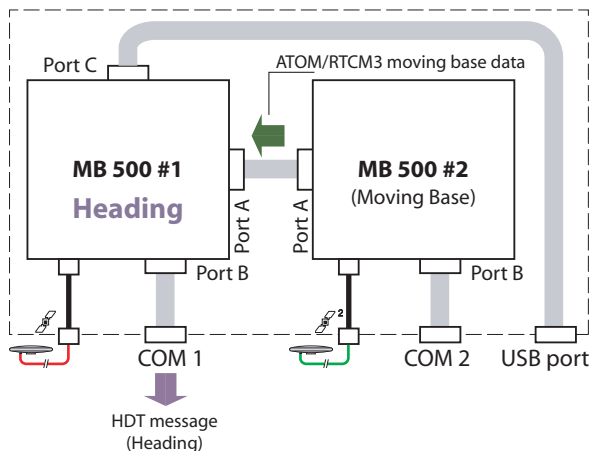 Port C
ATOM/RTCM3 moving base data
MB 500 #1
Heading
Port A
Port A
MB 500 #2
(Moving Base)
Port B
Port B
2
COM 1
COM 2
USB port
HDT message
(Heading)